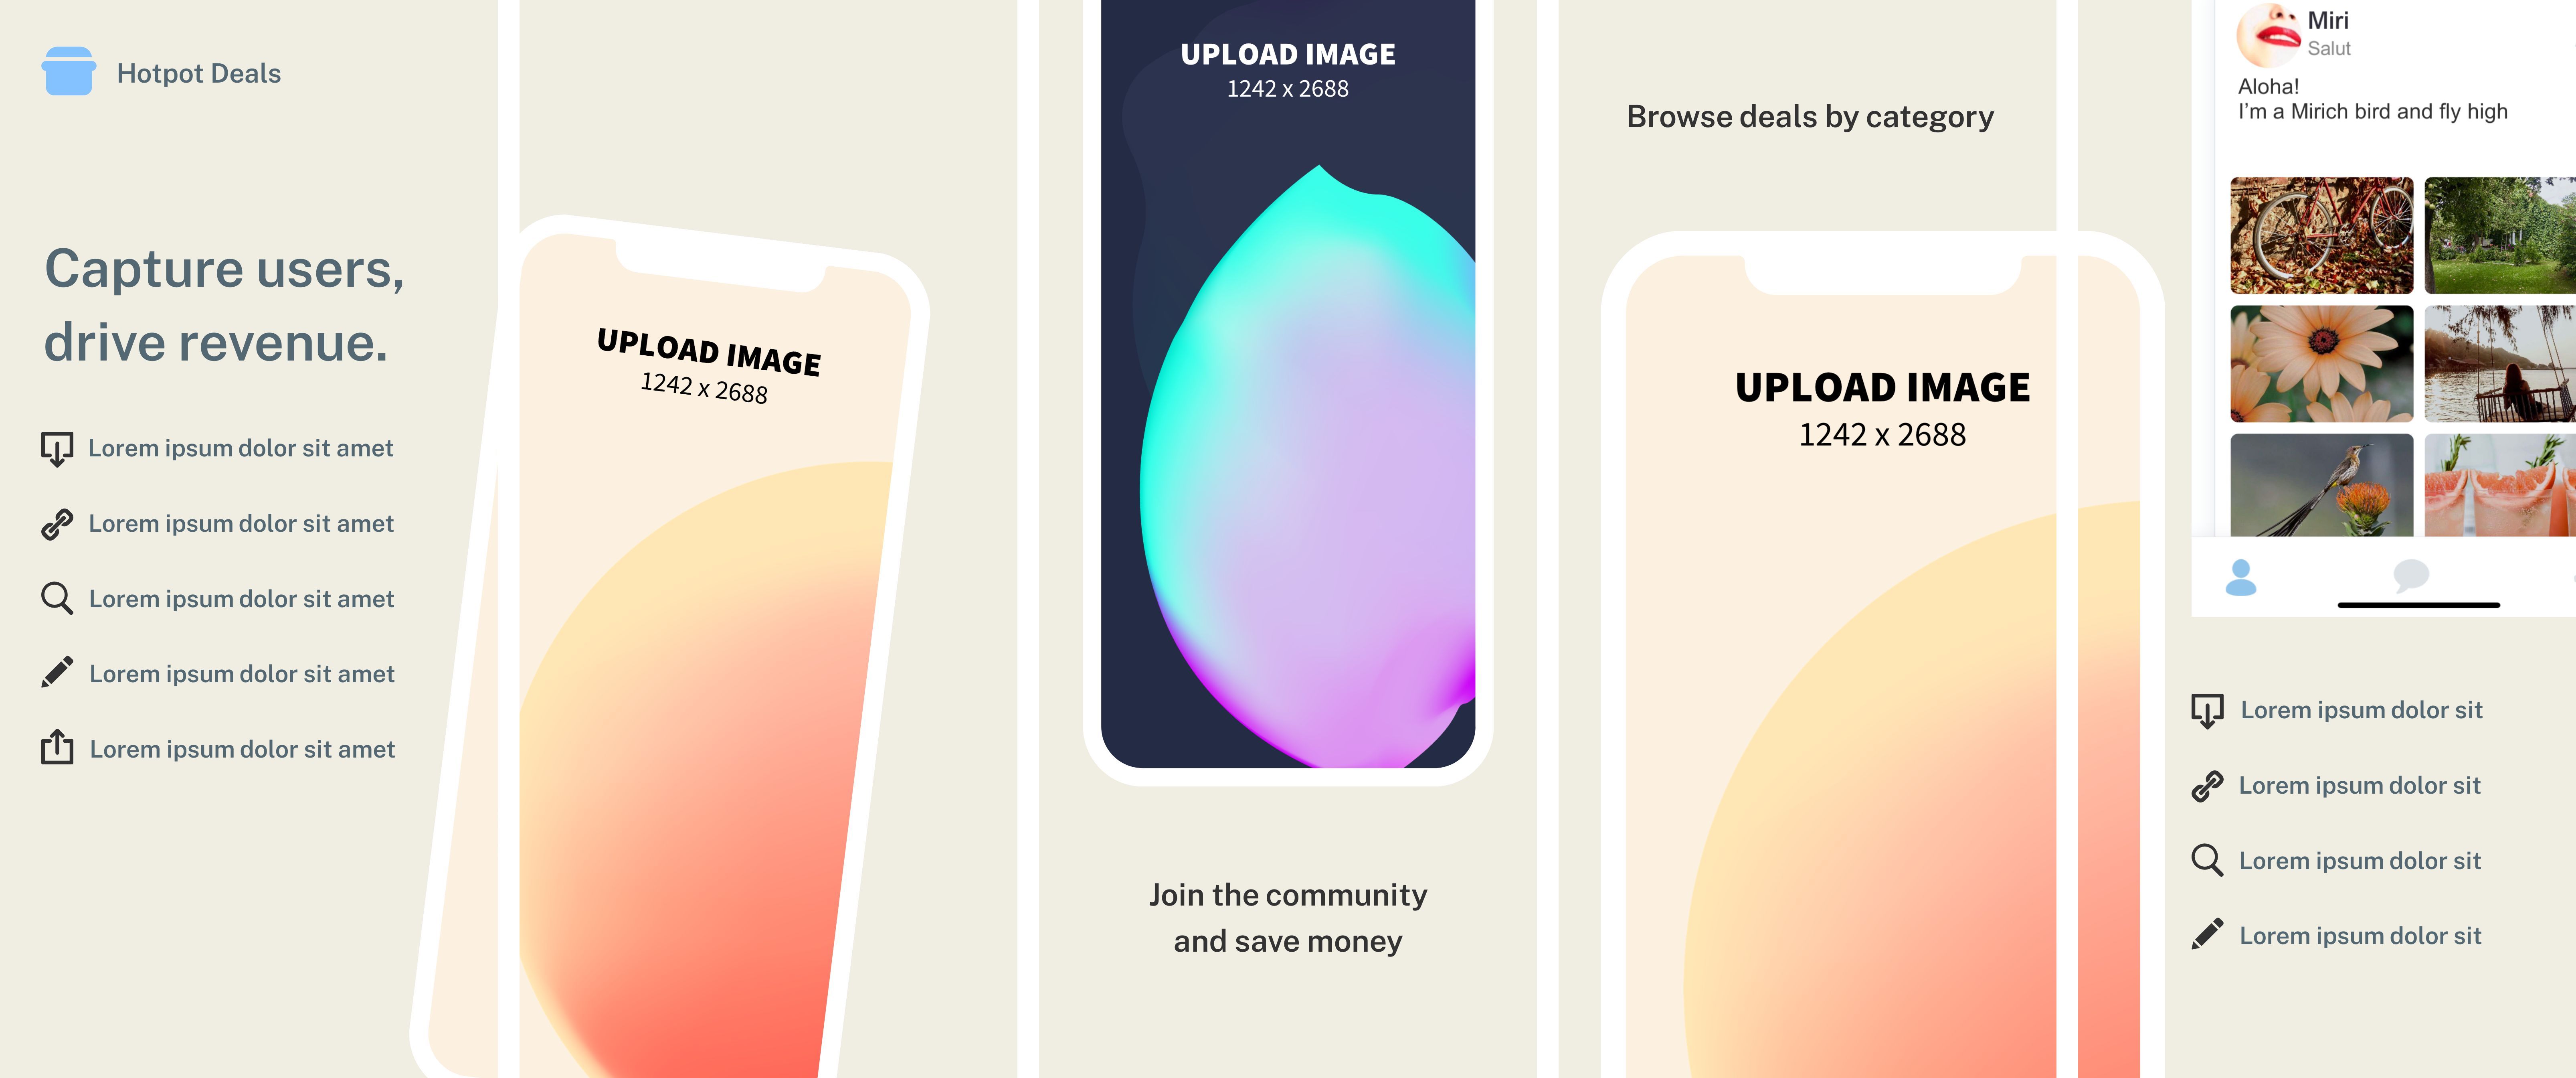 Hotpot Deals
Capture users,
drive revenue.
Lorem ipsum dolor sit amet
Lorem ipsum dolor sit amet
Lorem ipsum dolor sit amet
Lorem ipsum dolor sit amet
Lorem ipsum dolor sit amet
UPLOAD IMAGE
1242 x 2688
UPLOAD IMAGE
1242 x 2688
Join the community
and save money
Browse deals by category
UPLOAD IMAGE
1242 x 2688
Miri
Salut
Aloha!
I'm a Mirich bird and fly high
Lorem ipsum dolor sit
Lorem ipsum dolor sit
Lorem ipsum dolor sit
Lorem ipsum dolor sit